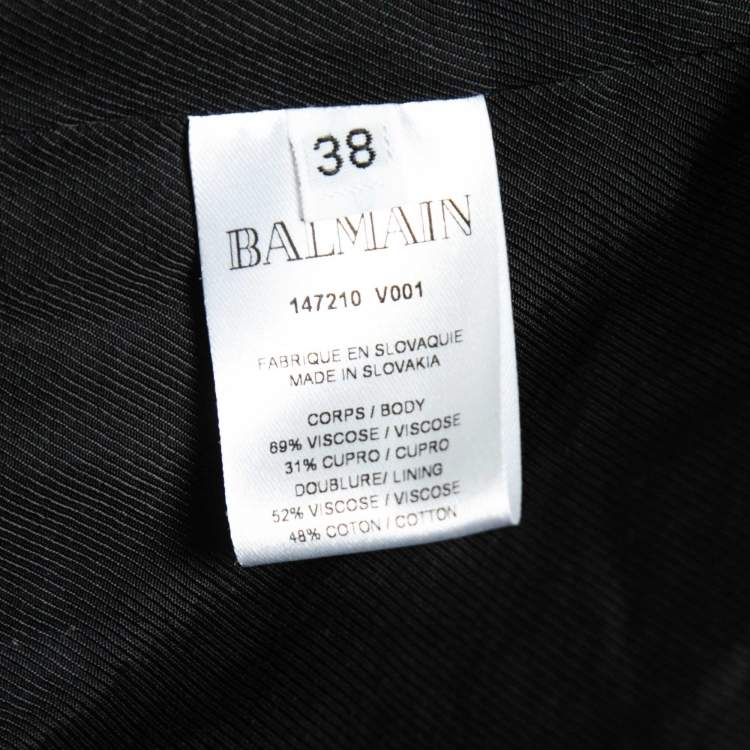 38
BALMAIN
147210 V001
FABRIQUE EN SLOVAQUIE
MADE IN SLOVAKIA
CORPS / BODY
69% VISCOSE / VISCOSE
31% CUPRO / CUPRO
DOUBLURE/ LINING
52% VISCOSE / VISCOSE
48% COTON / COTTON